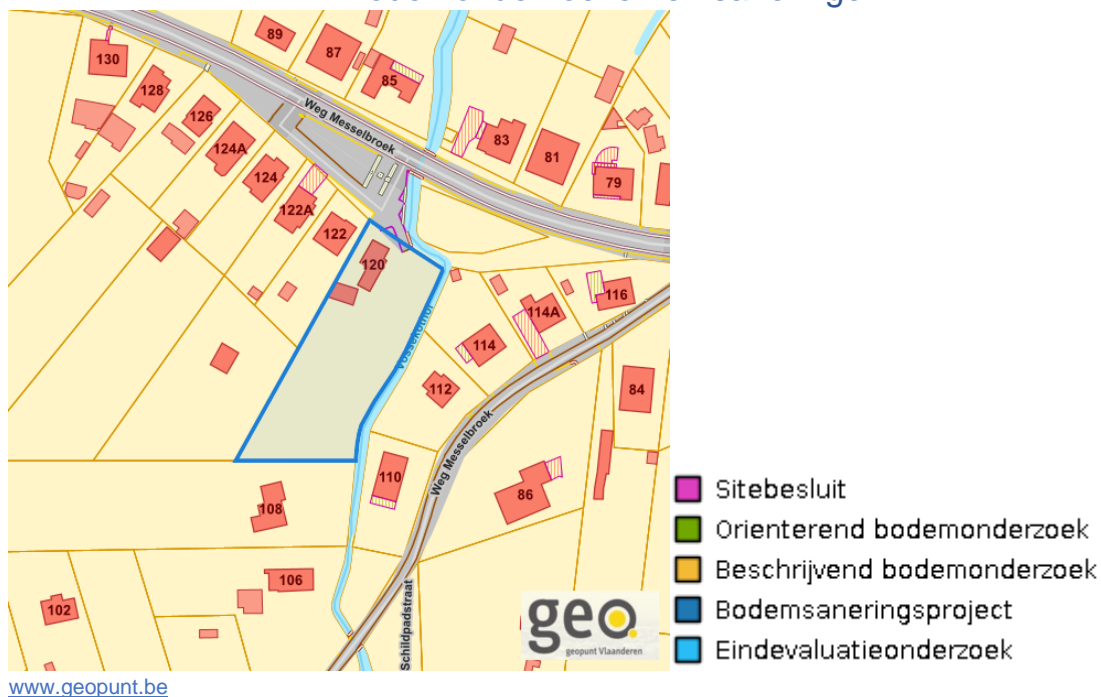 89
87
85
130
128
126
124A
124
122A
122
120
Weg Messelbroek
83
81
79
116
114A
114
112
84
110
Weg Messelbroek
86
108
106
102
Schildpadstraat
geo
geopunt Vlaanderen
Sitebesluit
Orienterend bodemonderzoek
Beschrijvend bodemonderzoek
Bodemsaneringsproject
Eindevaluatieonderzoek
www.geopunt.be